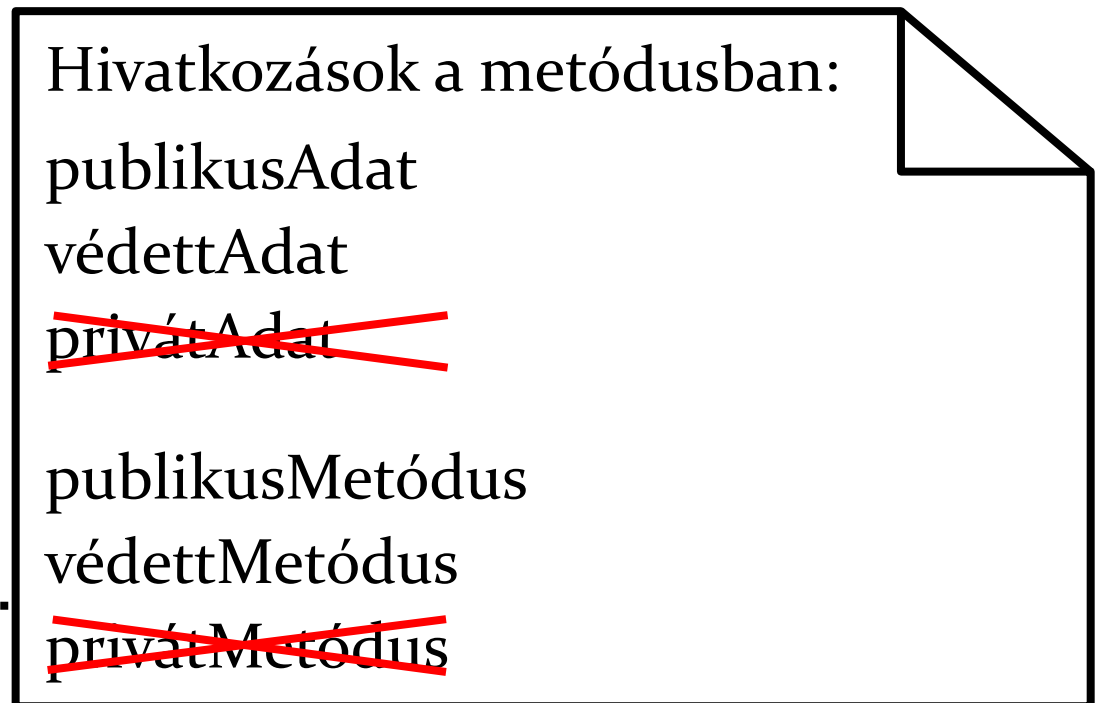 Hivatkozások a metódusban:
publikusAdat
védettAdat
privátAdat
publikusMetódus
védettMetódus
privátMetódus